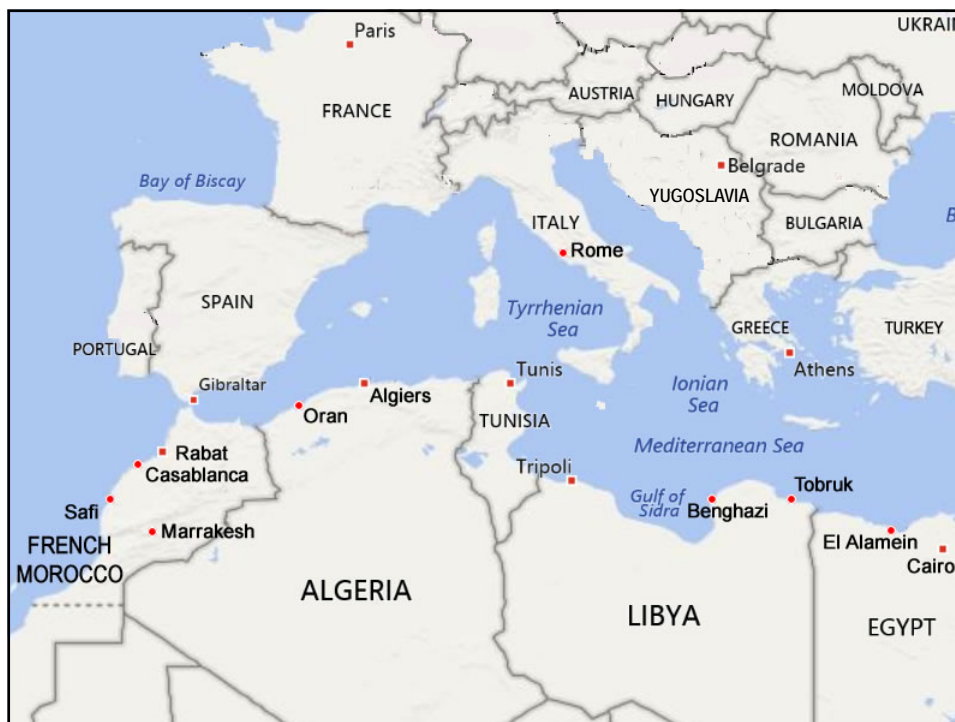 UKRAI
Paris
MOLDOVA
AUSTRIA
HUNGARY
FRANCE
ROMANIA
Belgrade
Bay of Biscay
YUGOSLAVIA
ITALY
BULGARIA
B
Rome
SPAIN
Tyrrhenian
Sea
GREECE
TURKEY
PORTUGAL
Athens
Tunis
Gibraltar
Ionian
Sea
Algiers
Oran
TUNISIA
Mediterranean Sea
Rabat
Casablanca
Tripoli
Tobruk
Gulf of
Sidra
Benghazi
Safi
Marrakesh
El Alamein
FRENCH
MOROCCO
Cairo
ALGERIA
LIBYA
EGYPT